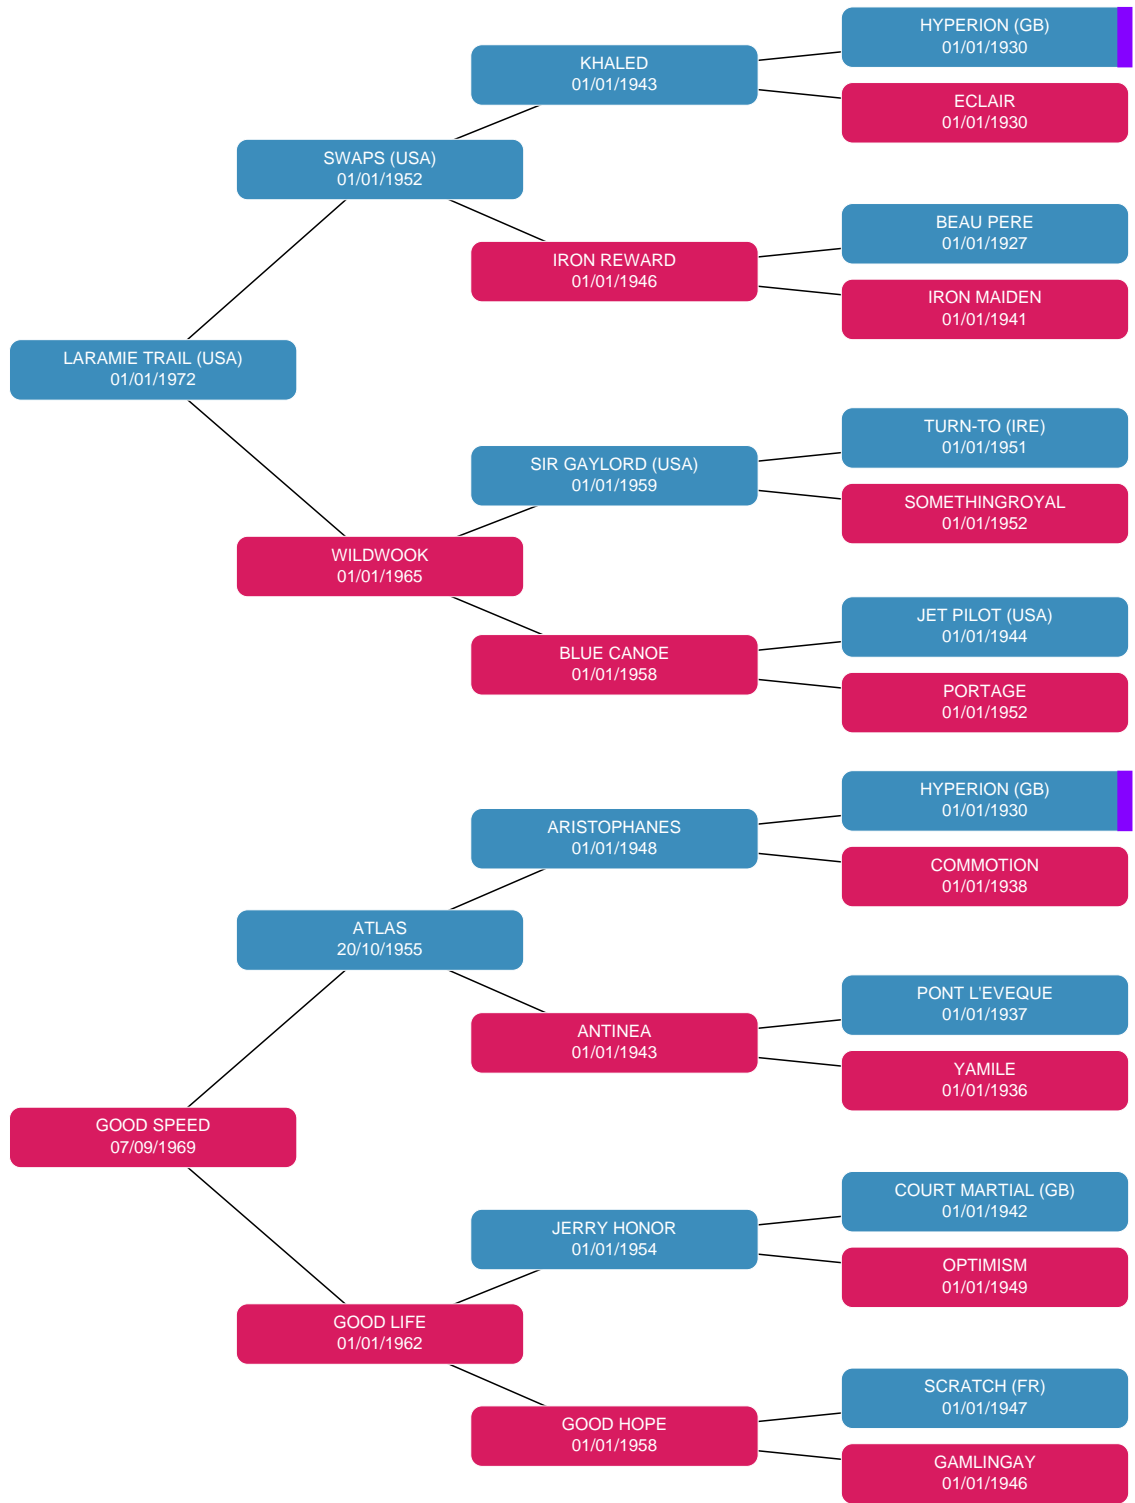 HYPERION (GB)
01/01/1930
KHALED
01/01/1943
ECLAIR
01/01/1930
SWAPS (USA)
01/01/1952
BEAU PERE
01/01/1927
IRON REWARD
01/01/1946
IRON MAIDEN
01/01/1941
LARAMIE TRAIL (USA)
01/01/1972
TURN-TO (IRE)
01/01/1951
SIR GAYLORD (USA)
01/01/1959
SOMETHINGROYAL
01/01/1952
WILDWOOK
01/01/1965
JET PILOT (USA)
01/01/1944
BLUE CANOE
01/01/1958
PORTAGE
01/01/1952
HYPERION (GB)
01/01/1930
ARISTOPHANES
01/01/1948
COMMOTION
01/01/1938
ATLAS
20/10/1955
PONT L'EVEQUE
01/01/1937
ANTINEA
01/01/1943
YAMILE
01/01/1936
GOOD SPEED
07/09/1969
COURT MARTIAL (GB)
01/01/1942
JERRY HONOR
01/01/1954
OPTIMISM
01/01/1949
GOOD LIFE
01/01/1962
SCRATCH (FR)
01/01/1947
GOOD HOPE
01/01/1958
GAMLINGAY
01/01/1946